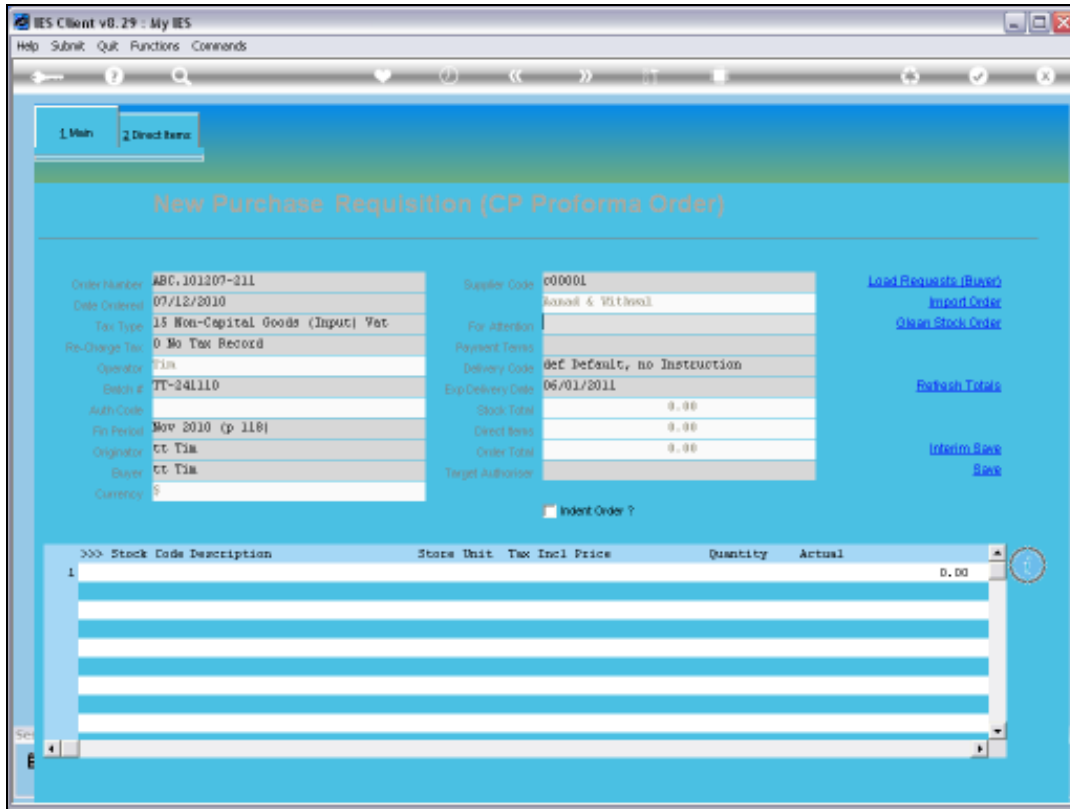 IES Client v8.29 : My IES
Help Submit Quit Functions Commands
1 Main
2 Direct Items
New Purchase Requisition (CP Proforma Order)
Order Number ABC.101207-211
Date Ordered 07/12/2010
Tax Type 15 Non-Capital Goods (Input) Vat
Re-Charge Tax 0 No Tax Record
Operator Tim
Batch # TT-241110
Auth Code
Fin Period Nov 2010 (p 118)
Originator tt Tim
Buyer tt Tim
Currency $
Supplier Code c00001
For Attention
Payment Terms
Delivery Code def Default, no Instruction
Exp Delivery Date 06/01/2011
Stock Total 0.00
Direct Items 0.00
Order Total 0.00
Target Authoriser
Indent Order ?
Load Requests (Buyer)
Import Order
Glean Stock Order
Refresh Totals
Interim Save
Save
>>> Stock Code Description Store Unit Tax Incl Price Quantity Actual
1 0.00